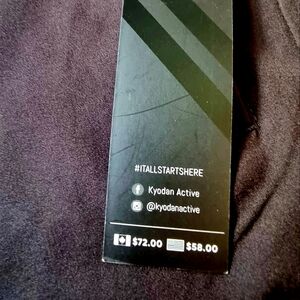 #ITALLSTARTSHERE
Kyodan Active
@kyodanactive
$72.00 $58.00